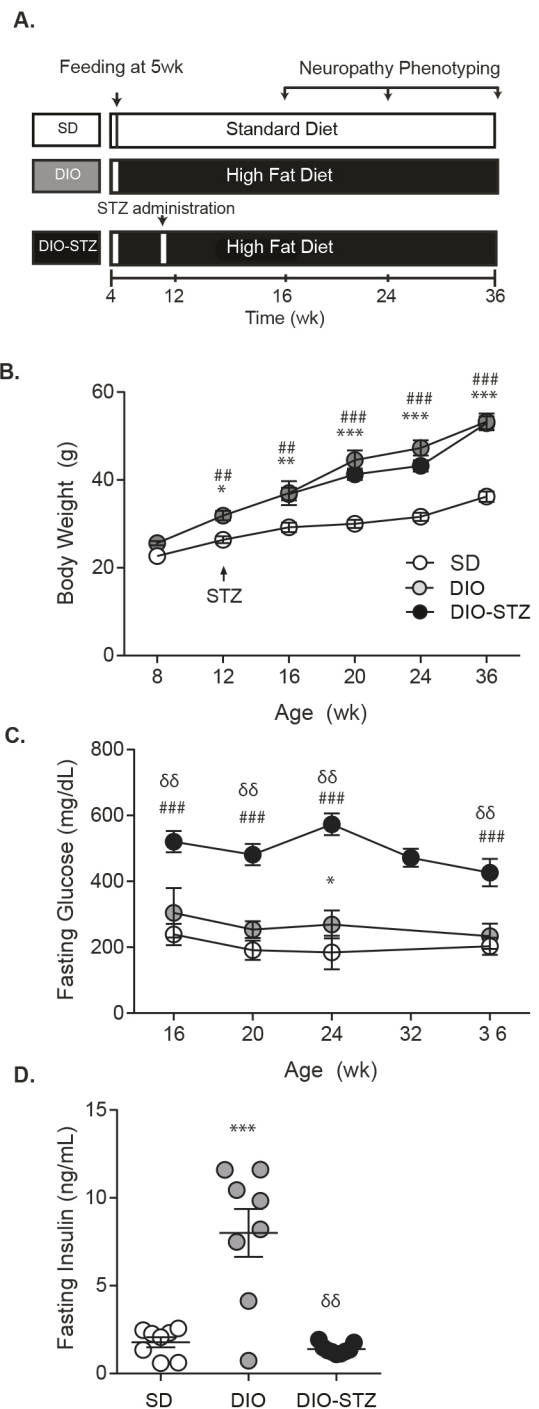 A.
Feeding at 5wk
Neuropathy Phenotyping
SD
Standard Diet
DIO
High Fat Diet
STZ administration
DIO-STZ
High Fat Diet
4 12 16 24 36
Time (wk)
B.
Body Weight (g)
60
40
20
0
##
*
##
**
###
***
###
***
###
***
STZ
SD
DIO
DIO-STZ
8 12 16 20 24 36
Age (wk)
C.
Fasting Glucose (mg/dL)
800
600
400
200
0
δδ
###
δδ
###
δδ
###
*
δδ
###
16 20 24 32 3 6
Age (wk)
D.
Fasting Insulin (ng/mL)
15
10
5
0
***
δδ
SD DIO DIO-STZ